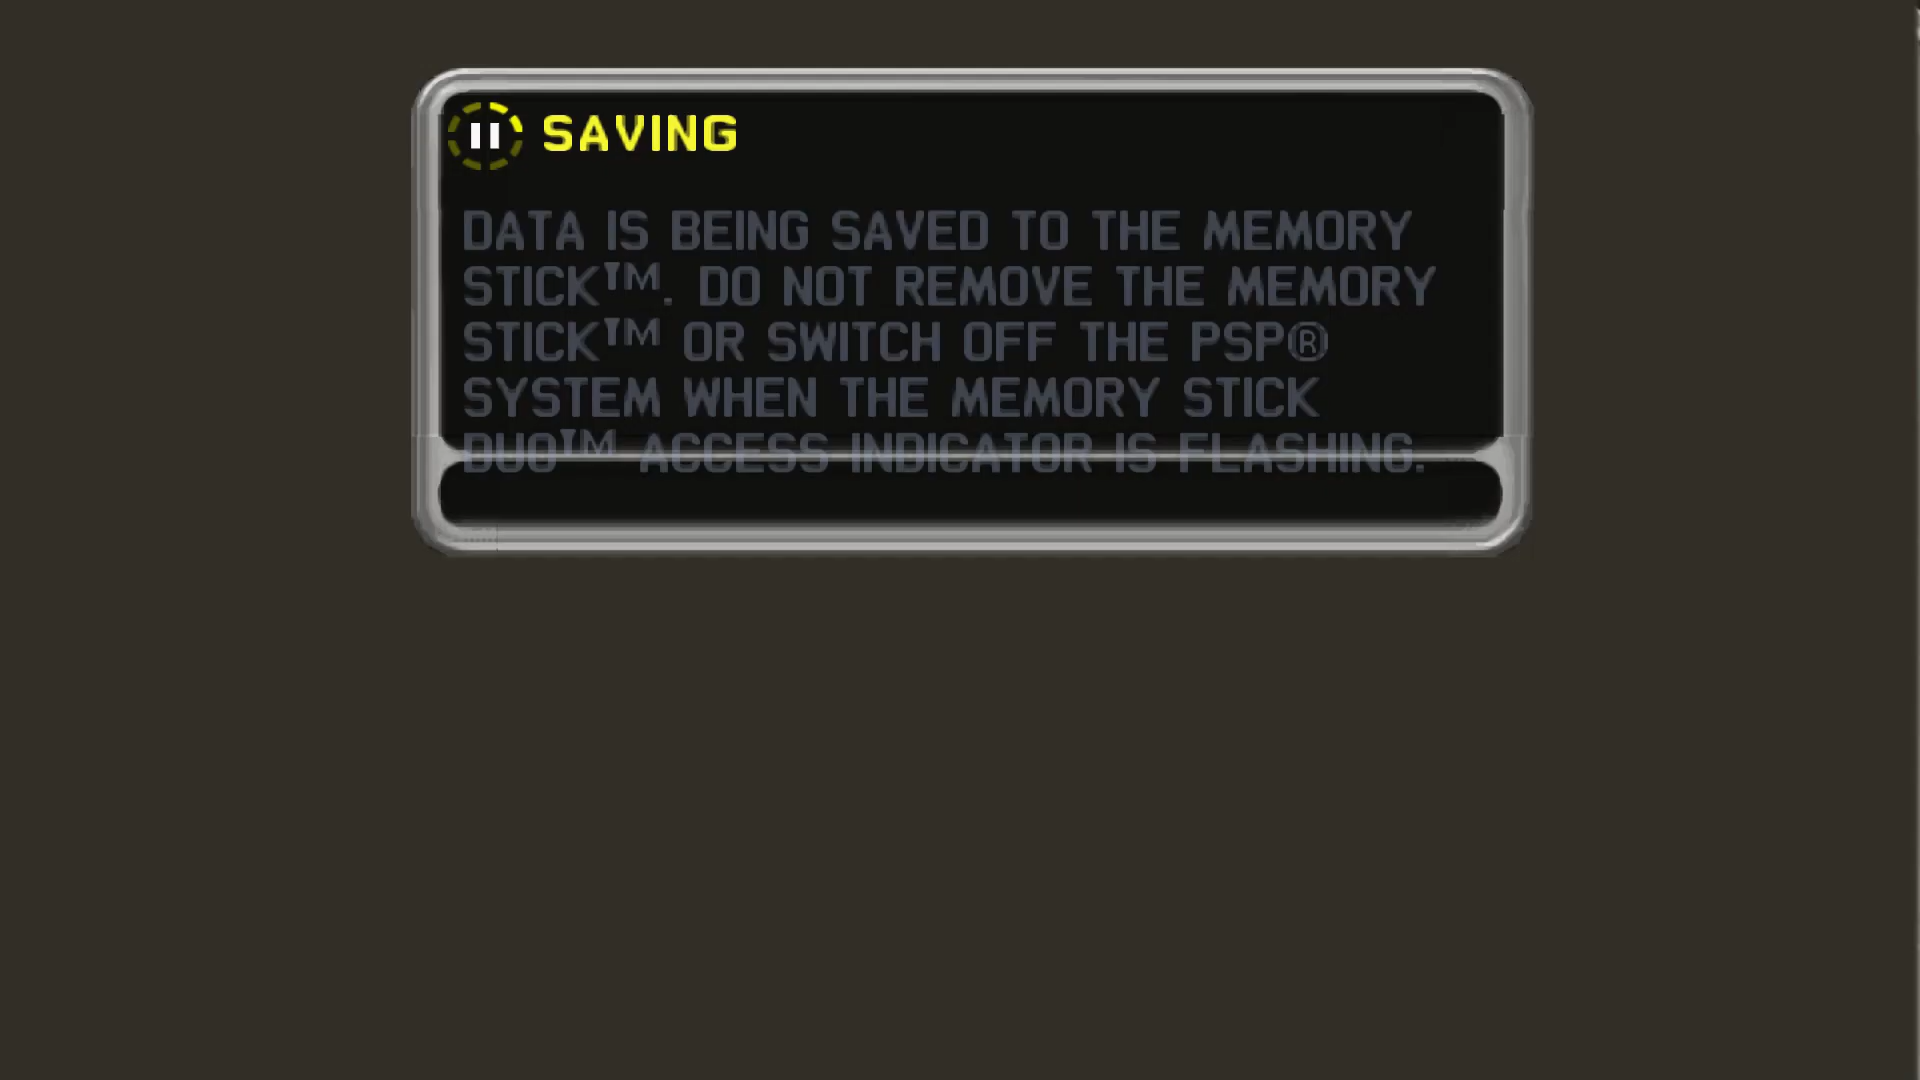 SAVING
DATA IS BEING SAVED TO THE MEMORY
STICK™. DO NOT REMOVE THE MEMORY
STICK™ OR SWITCH OFF THE PSP®
SYSTEM WHEN THE MEMORY STICK
DUO™ ACCESS INDICATOR IS FLASHING.